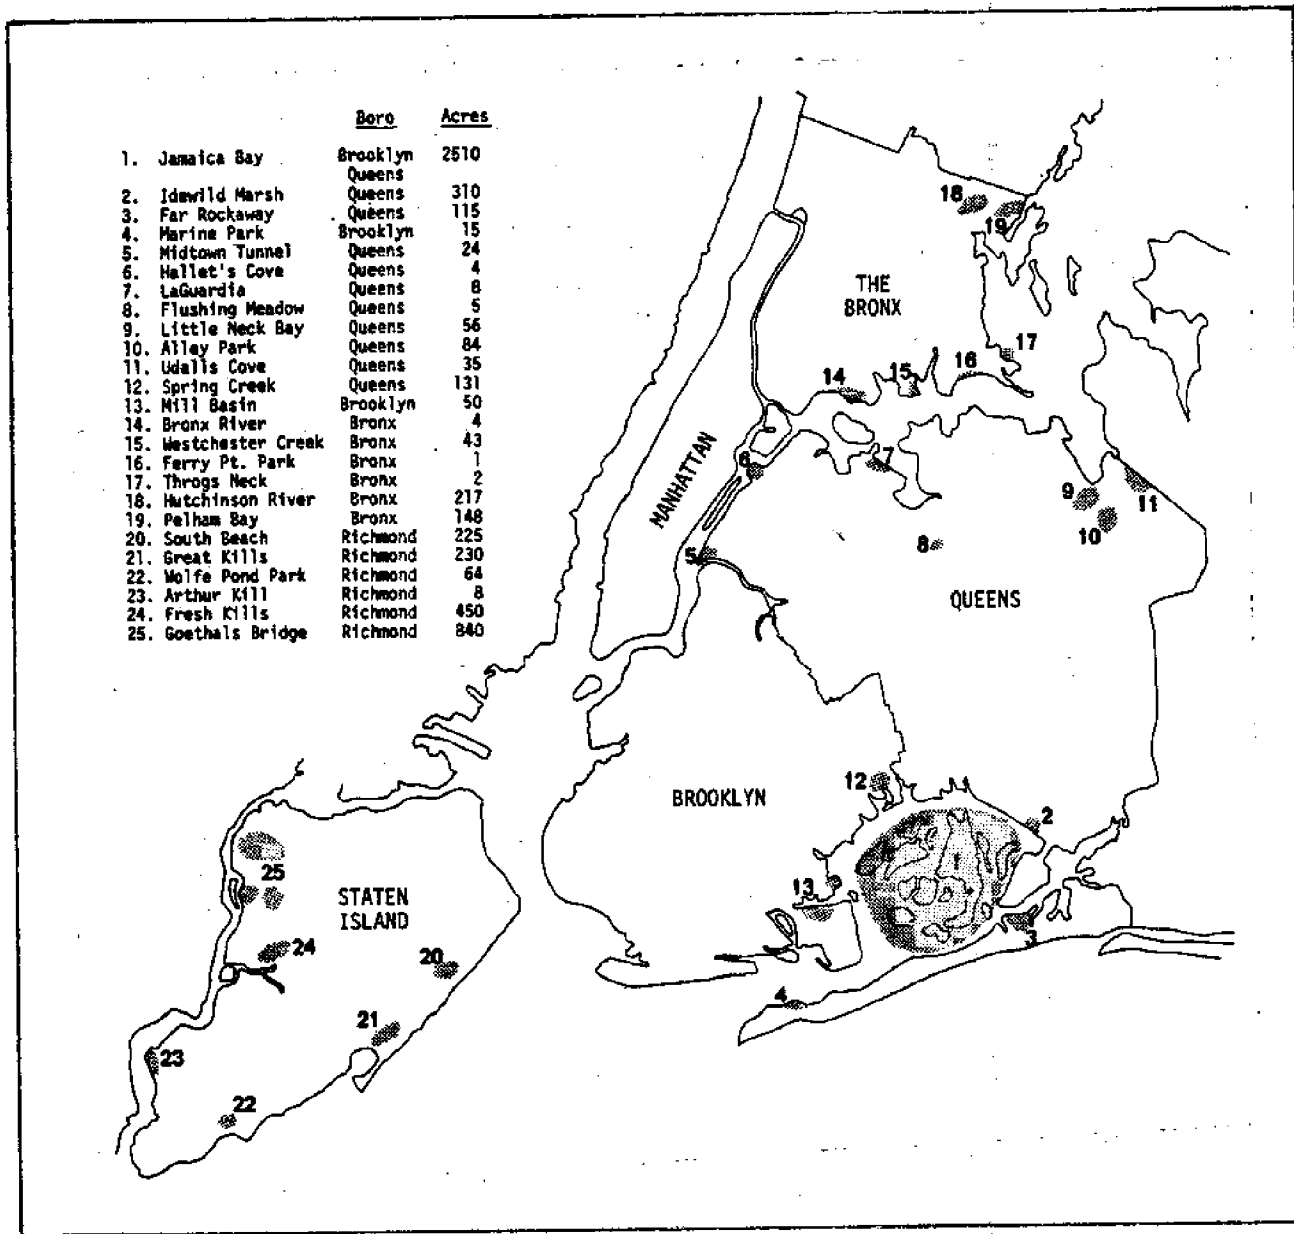 Boro Acres
1. Jamaica Bay Brooklyn 2510
Queens
2. Idewild Marsh Queens 310
3. Far Rockaway Queens 115
4. Marine Park Brooklyn 15
5. Midtown Tunnel Queens 24
6. Hallet's Cove Queens 4
7. LaGuardia Queens 8
8. Flushing Meadow Queens 5
9. Little Neck Bay Queens 56
10. Alley Park Queens 84
11. Udalls Cove Queens 35
12. Spring Creek Queens 131
13. Mill Basin Brooklyn 50
14. Bronx River Bronx 4
15. Westchester Creek Bronx 43
16. Ferry Pt. Park Bronx 1
17. Throgs Neck Bronx 2
18. Hutchinson River Bronx 217
19. Pelham Bay Bronx 148
20. South Beach Richmond 225
21. Great Kills Richmond 230
22. Wolfe Pond Park Richmond 64
23. Arthur Kill Richmond 8
24. Fresh Kills Richmond 450
25. Goethals Bridge Richmond 840
18
19
THE
BRONX
17
16
15
14
MANHATTAN
6
7
9
11
10
5
8
QUEENS
12
BROOKLYN
2
1
13
3
4
25
STATEN
ISLAND
24
20
21
23
22